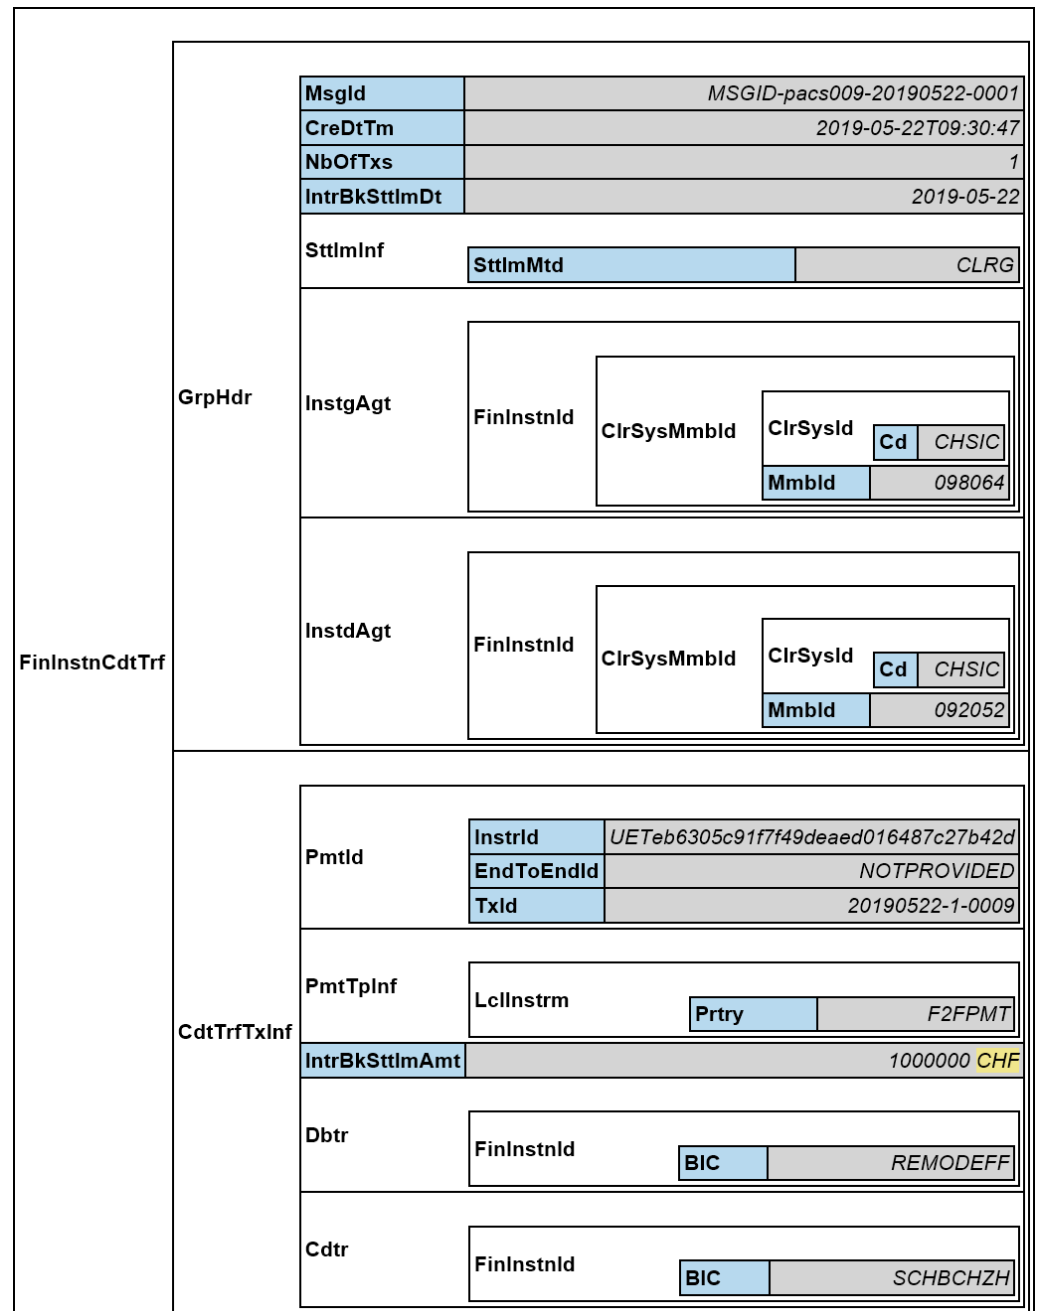 MsgId MSGID-pacs009-20190522-0001
CreDtTm 2019-05-22T09:30:47
NbOfTxs 1
IntrBkSttlmDt 2019-05-22
SttlmInf
SttlmMtd CLRG
GrpHdr
InstgAgt
FinInstnId
ClrSysMmbId
ClrSysId
Cd CHSIC
MmbId 098064
InstdAgt
FinInstnId
ClrSysMmbId
ClrSysId
Cd CHSIC
MmbId 092052
FinInstnCdtTrf
PmtId
InstrId UETeb6305c91f7f49deaed016487c27b42d
EndToEndId NOTPROVIDED
TxId 20190522-1-0009
PmtTpInf
LclInstrm
Prtry F2FPMT
CdtTrfTxInf
IntrBkSttlmAmt 1000000 CHF
Dbtr
FinInstnId
BIC REMODEFF
Cdtr
FinInstnId
BIC SCHBCHZH